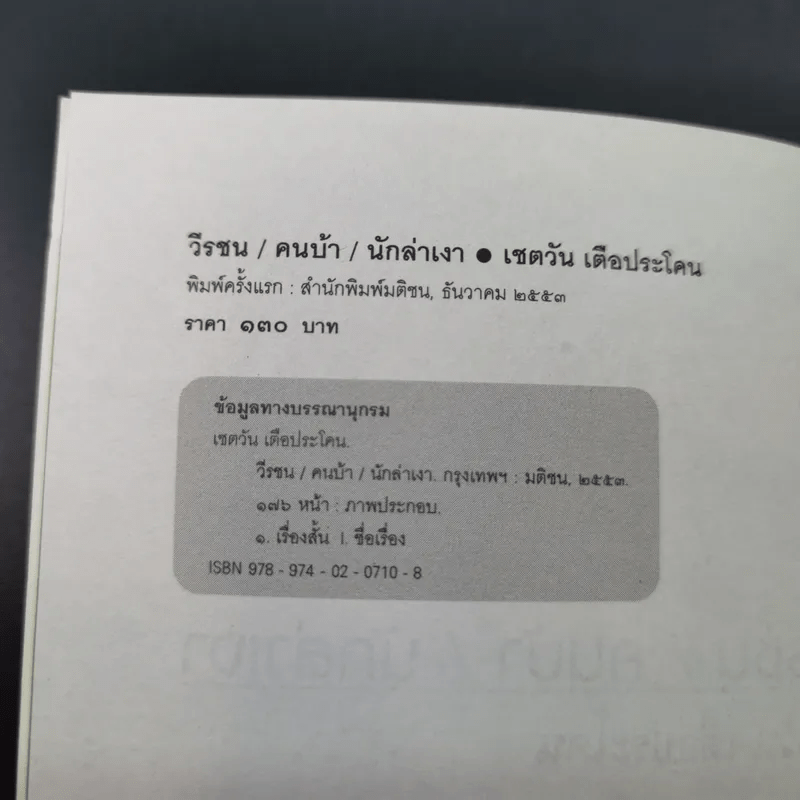 วีรชน / คนบ้า / นักล่าเงา ● เชตวัน เตือประโคน
พิมพ์ครั้งแรก : สำนักพิมพ์มติชน, ธันวาคม ๒๕๕๓
ราคา ๑๓๐ บาท
ข้อมูลทางบรรณานุกรม
เชตวัน เตือประโคน.
วีรชน / คนบ้า / นักล่าเงา. กรุงเทพฯ : มติชน, ๒๕๕๓.
๑๗๖ หน้า : ภาพประกอบ.
๑. เรื่องสั้น I. ชื่อเรื่อง
ISBN 978 - 974 - 02 - 0710 - 8